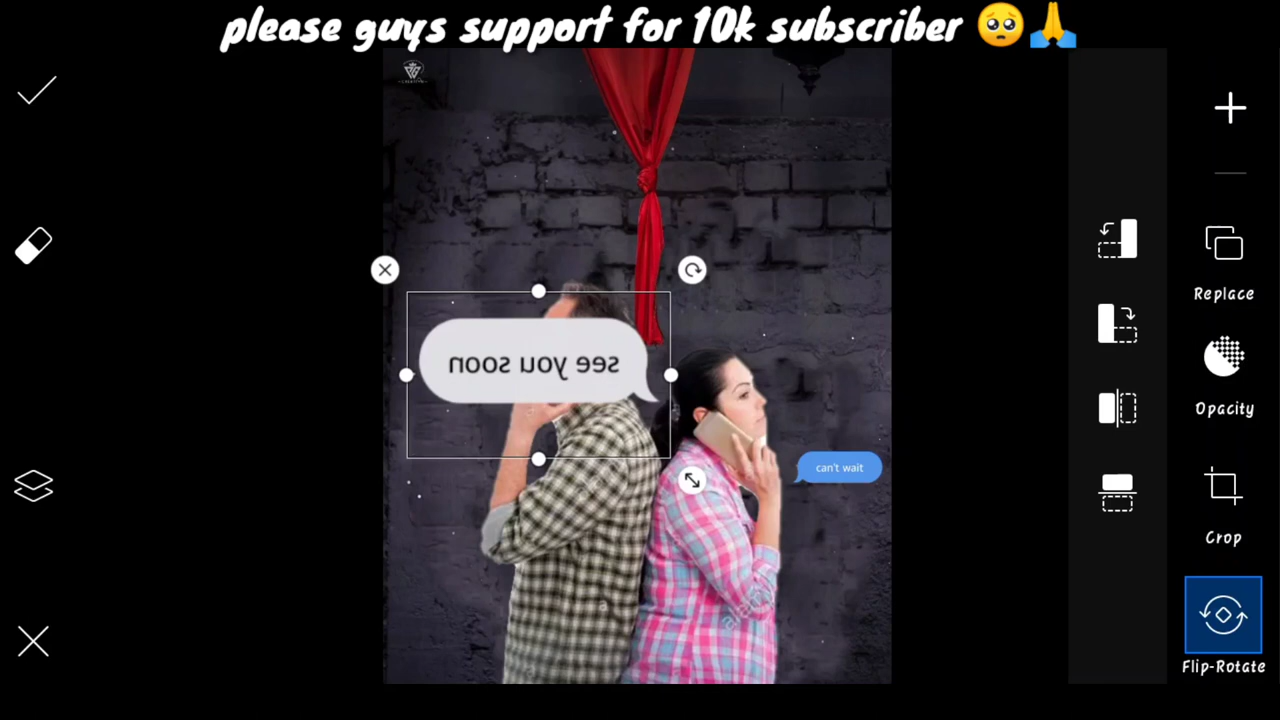 please guys support for 10k subscriber 🥺🙏
Replace
see you soon
Opacity
can't wait
Crop
Flip-Rotate